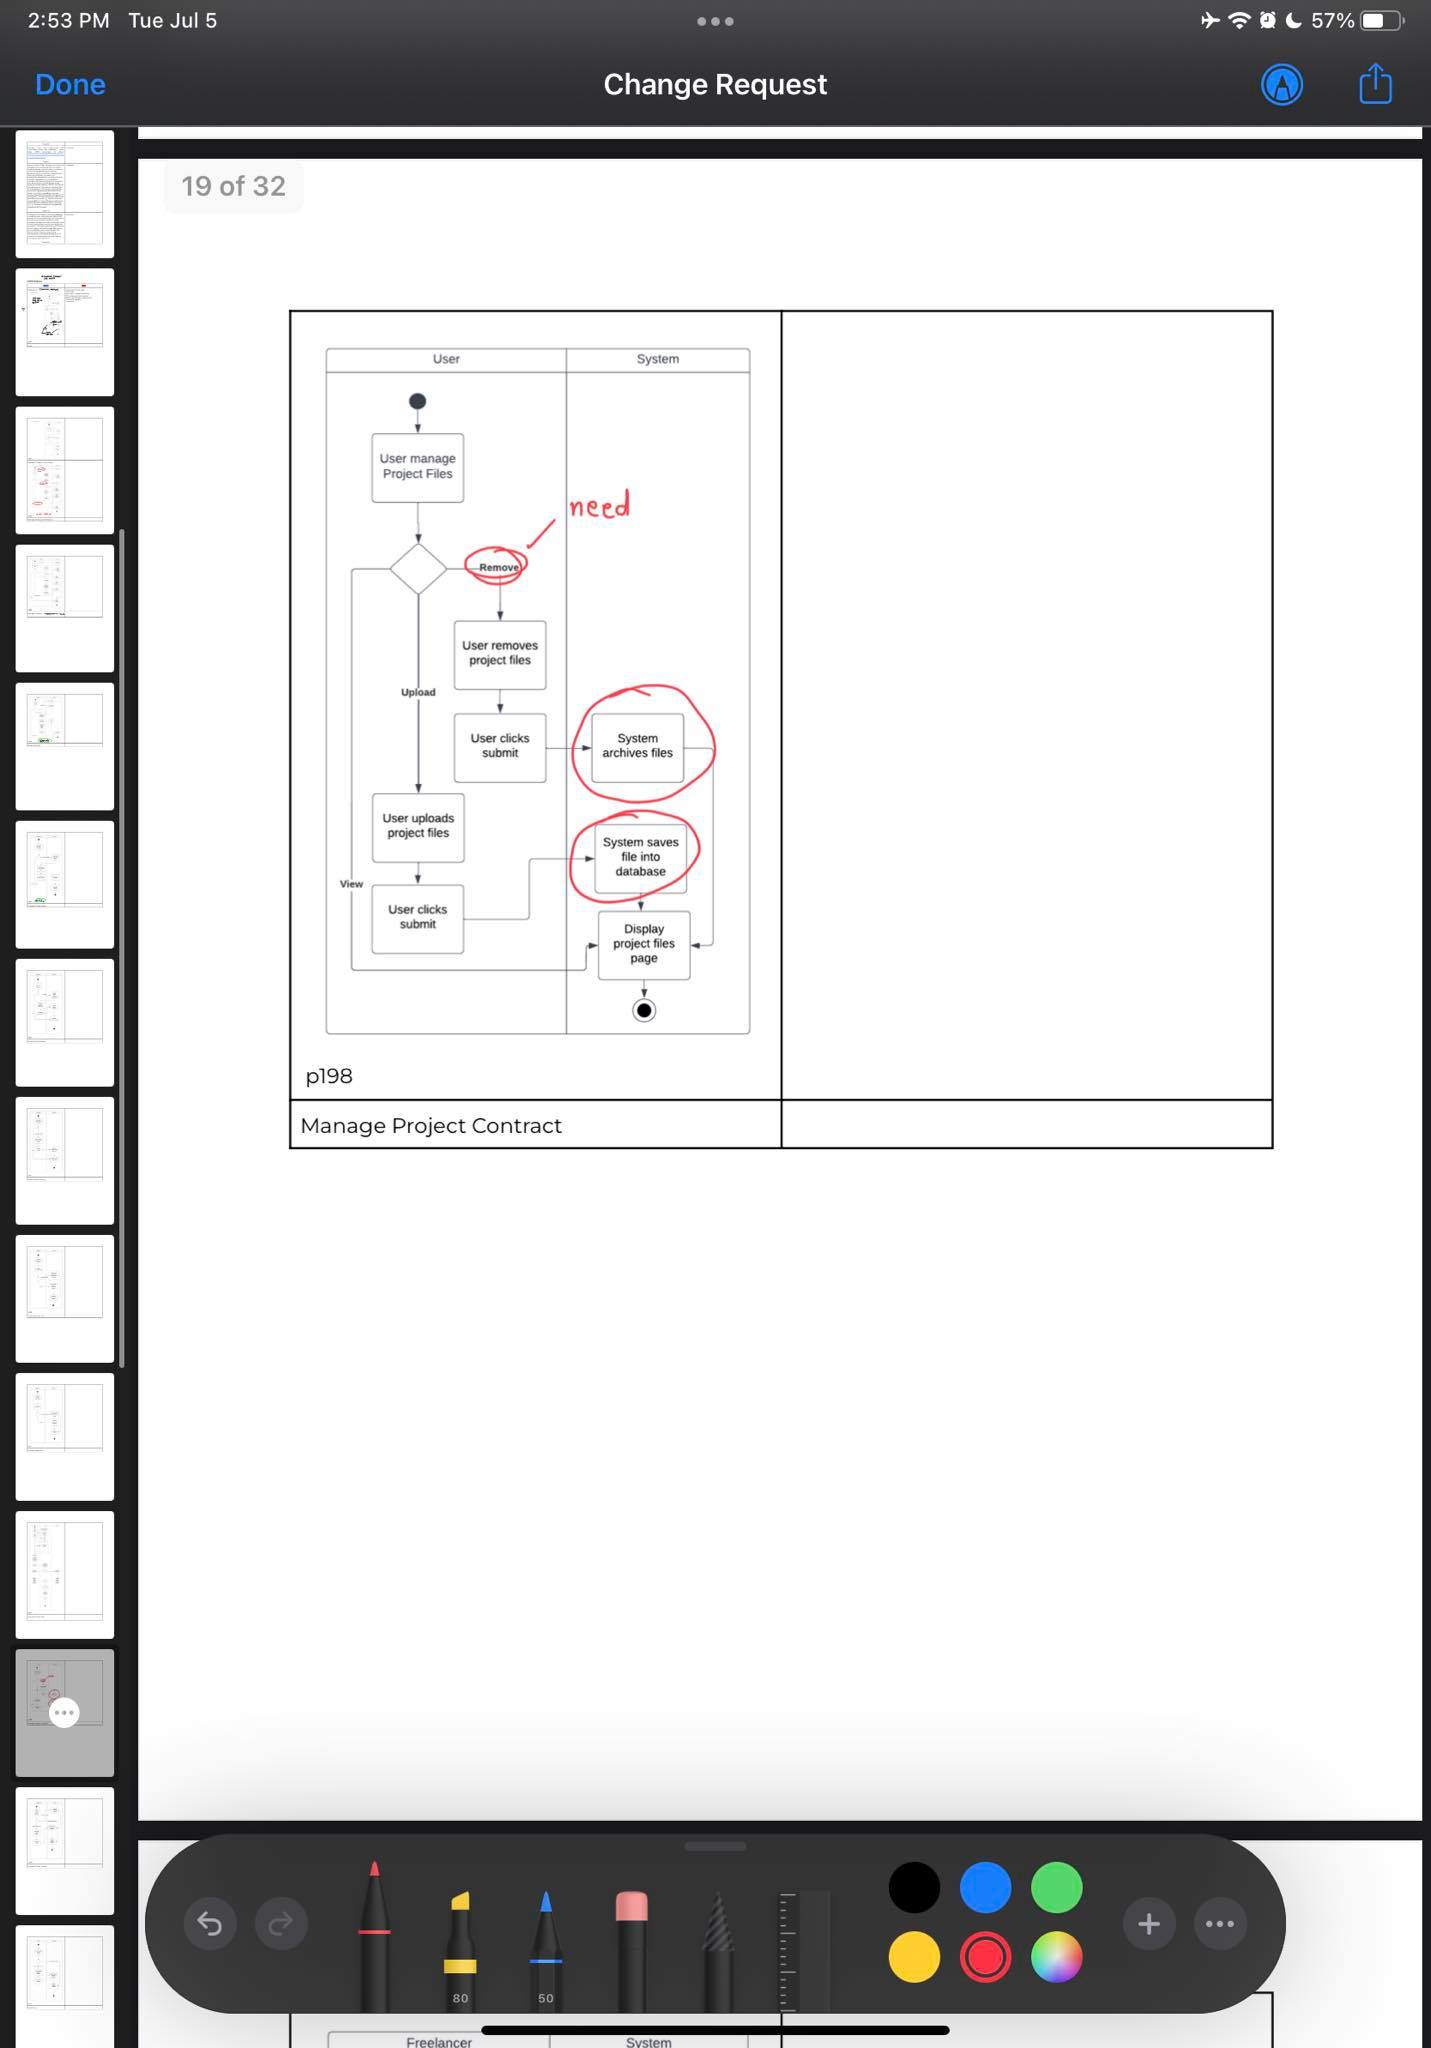 2:53 PM Tue Jul 5
57%
Done
Change Request
19 of 32
User
System
User manage
Project Files
need
Remove
User removes
project files
Upload
User clicks
submit
System
archives files
User uploads
project files
System saves
file into
database
View
User clicks
submit
Display
project files
page
p198
Manage Project Contract
80
50
Freelancer
System